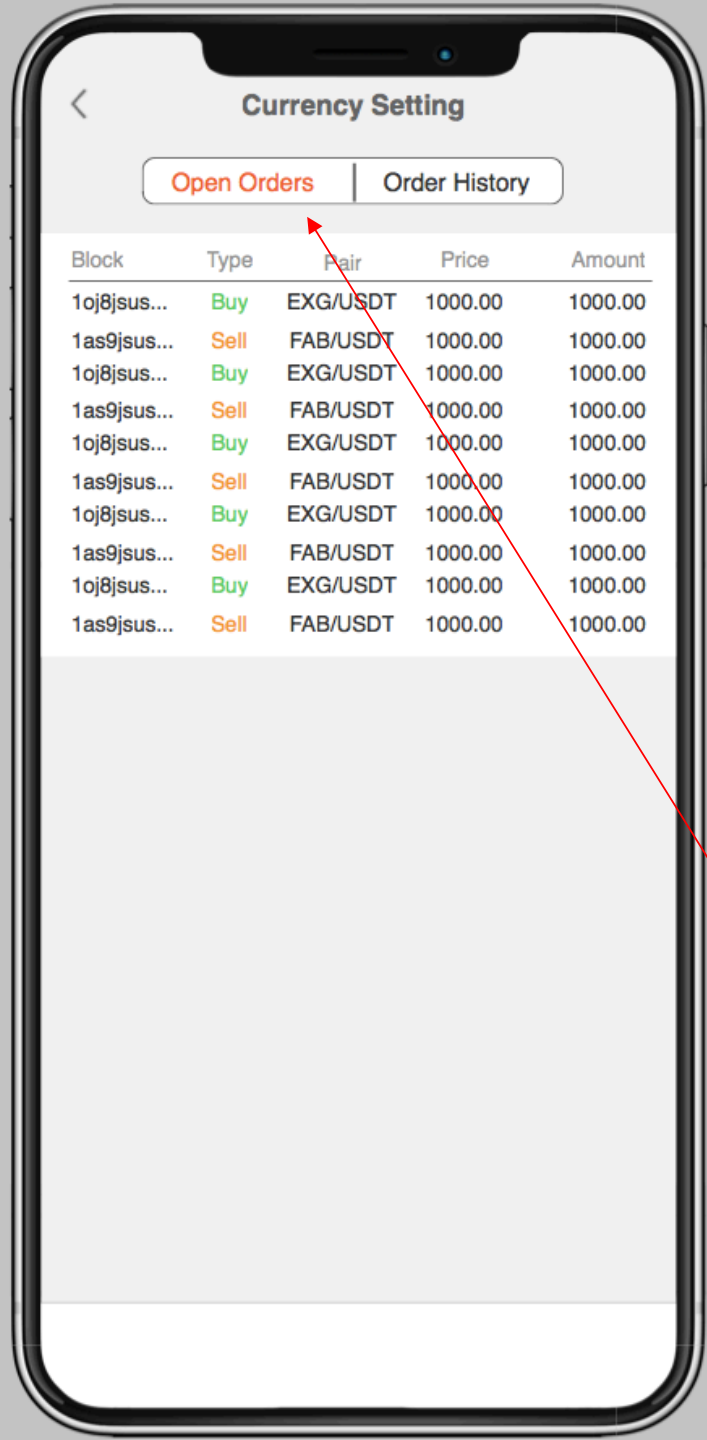 Currency Setting
Open Orders Order History
Block Type Pair Price Amount
1oj8jsus... Buy EXG/USDT 1000.00 1000.00
1as9jsus... Sell FAB/USDT 1000.00 1000.00
1oj8jsus... Buy EXG/USDT 1000.00 1000.00
1as9jsus... Sell FAB/USDT 1000.00 1000.00
1oj8jsus... Buy EXG/USDT 1000.00 1000.00
1as9jsus... Sell FAB/USDT 1000.00 1000.00
1oj8jsus... Buy EXG/USDT 1000.00 1000.00
1as9jsus... Sell FAB/USDT 1000.00 1000.00
1oj8jsus... Buy EXG/USDT 1000.00 1000.00
1as9jsus... Sell FAB/USDT 1000.00 1000.00